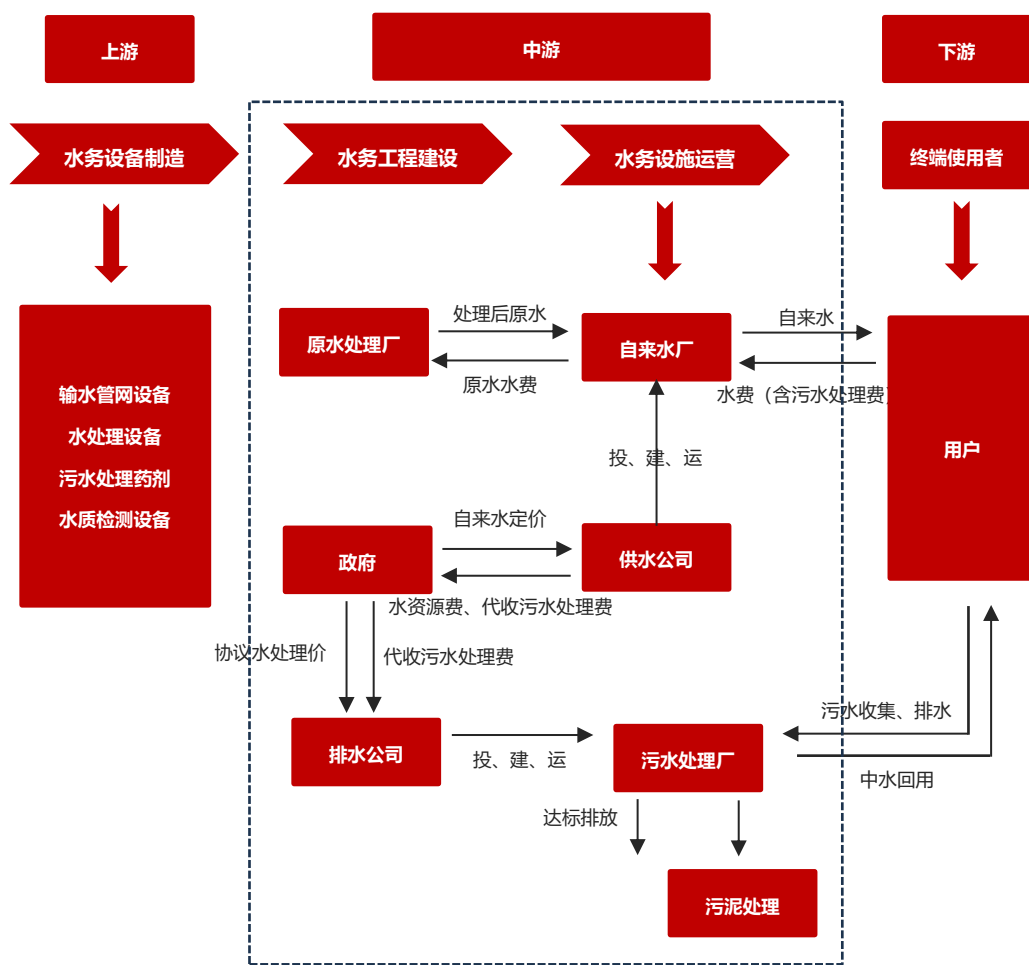 上游
中游
下游
水务设备制造
水务工程建设
水务设施运营
终端使用者
输水管网设备
水处理设备
污水处理药剂
水质检测设备
原水处理厂
处理后原水
原水水费
自来水厂
自来水
水费（含污水处理费）
用户
投、建、运
政府
自来水定价
供水公司
水资源费、代收污水处理费
协议水处理价
代收污水处理费
排水公司
投、建、运
污水处理厂
污水收集、排水
中水回用
达标排放
污泥处理